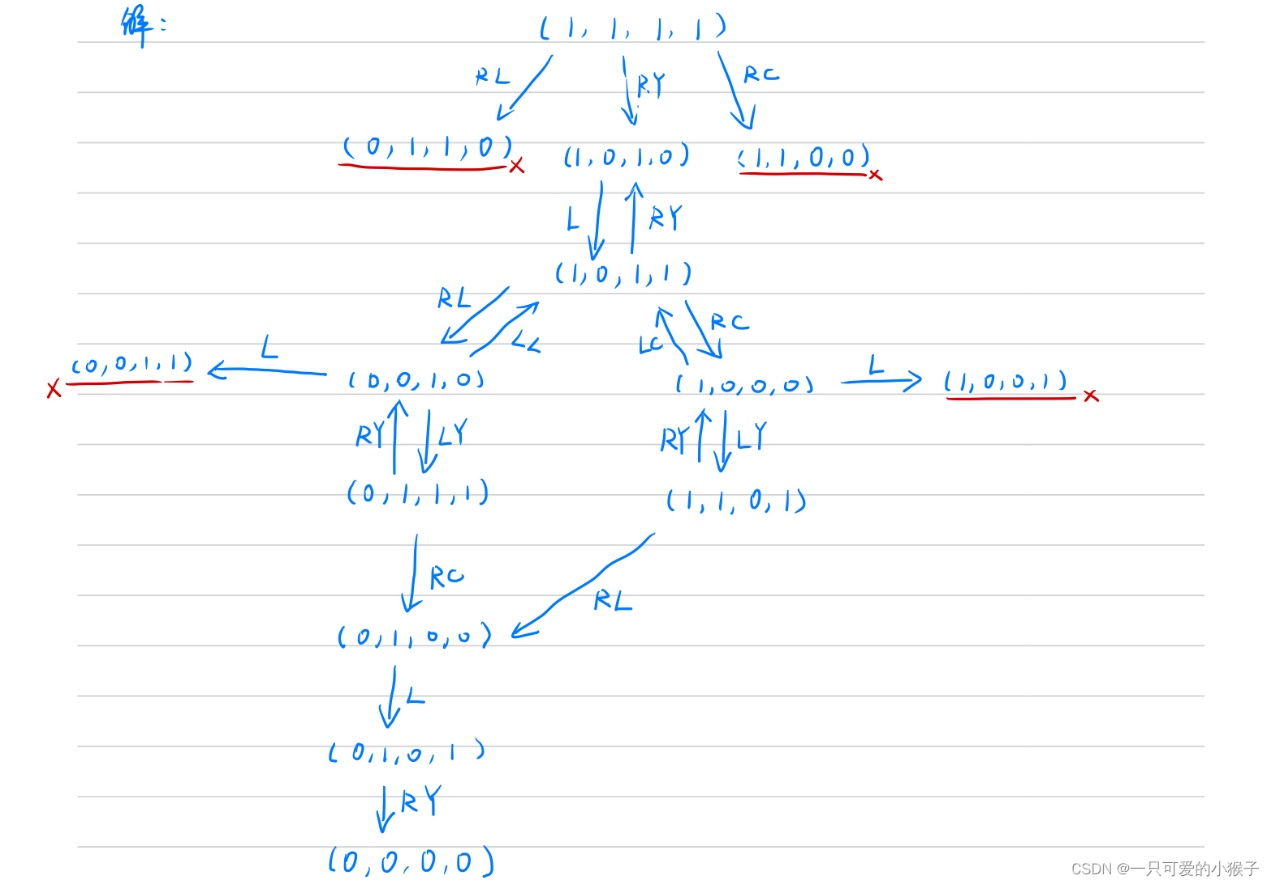 解:
(1, 1, 1, 1)
RL
RY
RC
(0, 1, 1, 0)
×
(1, 0, 1, 0)
(1, 1, 0, 0)
×
L
RY
(1, 0, 1, 1)
RL
LL
LC
RC
(0, 0, 1, 1)
×
L
(0, 0, 1, 0)
(1, 0, 0, 0)
L
(1, 0, 0, 1)
×
RY
LY
RY
LY
(0, 1, 1, 1)
(1, 1, 0, 1)
RC
RL
(0, 1, 0, 0)
L
(0, 1, 0, 1)
RY
(0, 0, 0, 0)
CSDN @一只可爱的小猴子